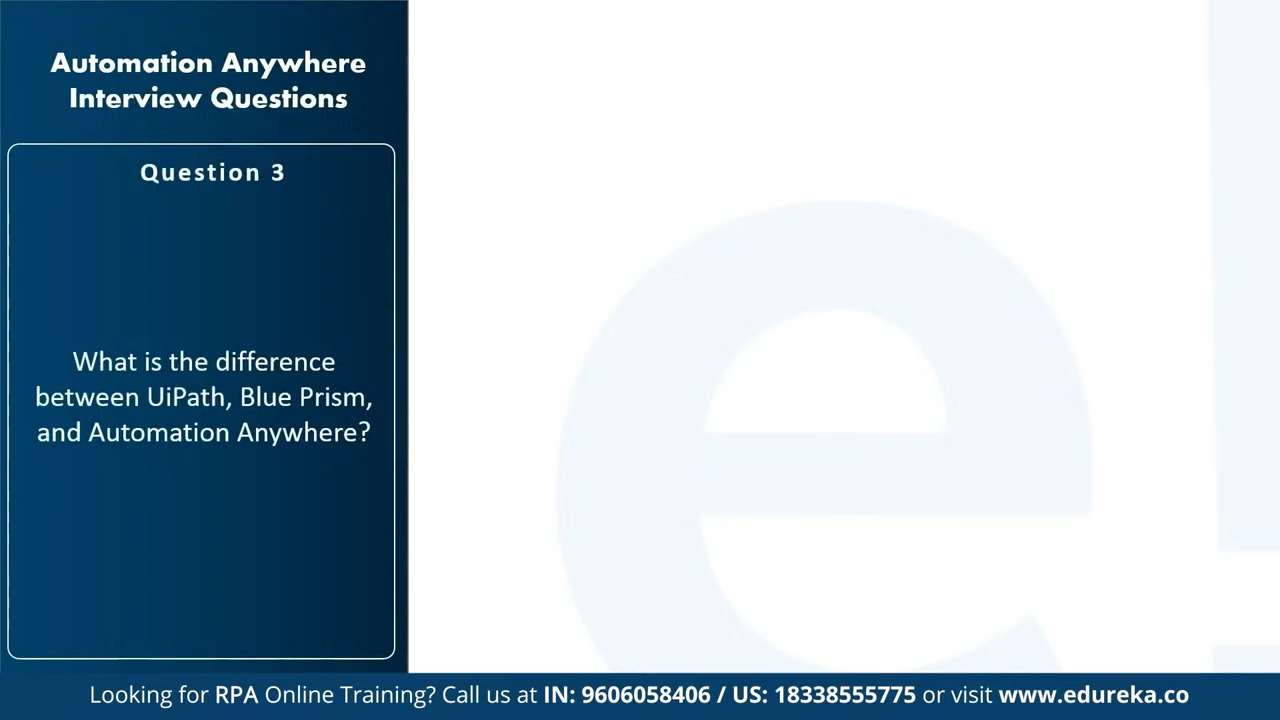 Automation Anywhere
Interview Questions
Question 3
What is the difference
between UiPath, Blue Prism,
and Automation Anywhere?
Looking for RPA Online Training? Call us at IN: 9606058406 / US: 18338555775 or visit www.edureka.co